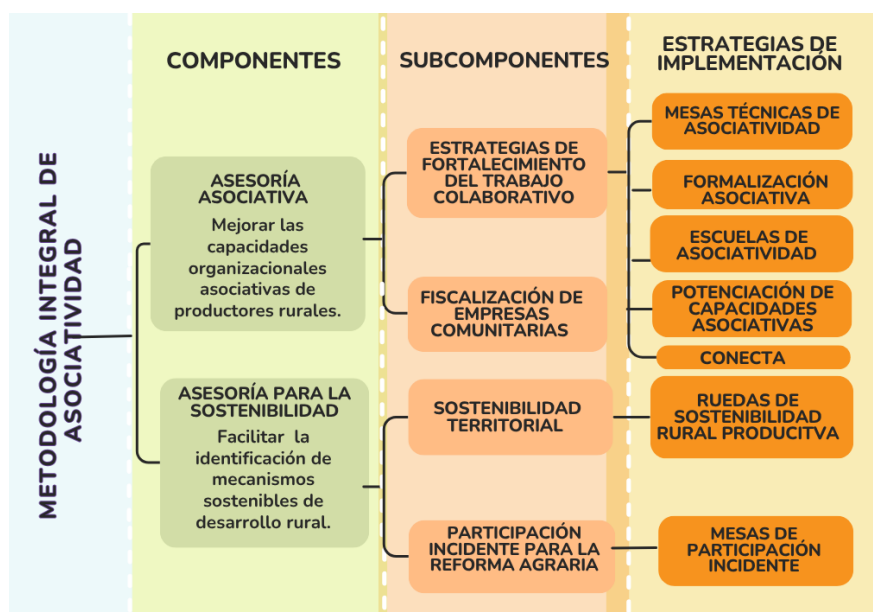 METODOLOGÍA INTEGRAL DE
ASOCIATIVIDAD
COMPONENTES
ASESORÍA
ASOCIATIVA
Mejorar las
capacidades
organizacionales
asociativas de
productores rurales.
ASESORÍA PARA LA
SOSTENIBILIDAD
Facilitar la
identificación de
mecanismos
sostenibles de
desarrollo rural.
SUBCOMPONENTES
ESTRATEGIAS DE
FORTALECIMIENTO
DEL TRABAJO
COLABORATIVO
FISCALIZACIÓN DE
EMPRESAS
COMUNITARIAS
SOSTENIBILIDAD
TERRITORIAL
PARTICIPACIÓN
INCIDENTE PARA LA
REFORMA AGRARIA
ESTRATEGIAS DE
IMPLEMENTACIÓN
MESAS TÉCNICAS DE
ASOCIATIVIDAD
FORMALIZACIÓN
ASOCIATIVA
ESCUELAS DE
ASOCIATIVIDAD
POTENCIACIÓN DE
CAPACIDADES
ASOCIATIVAS
CONECTA
RUEDAS DE
SOSTENIBILIDAD
RURAL PRODUCITVA
MESAS DE
PARTICIPACIÓN
INCIDENTE